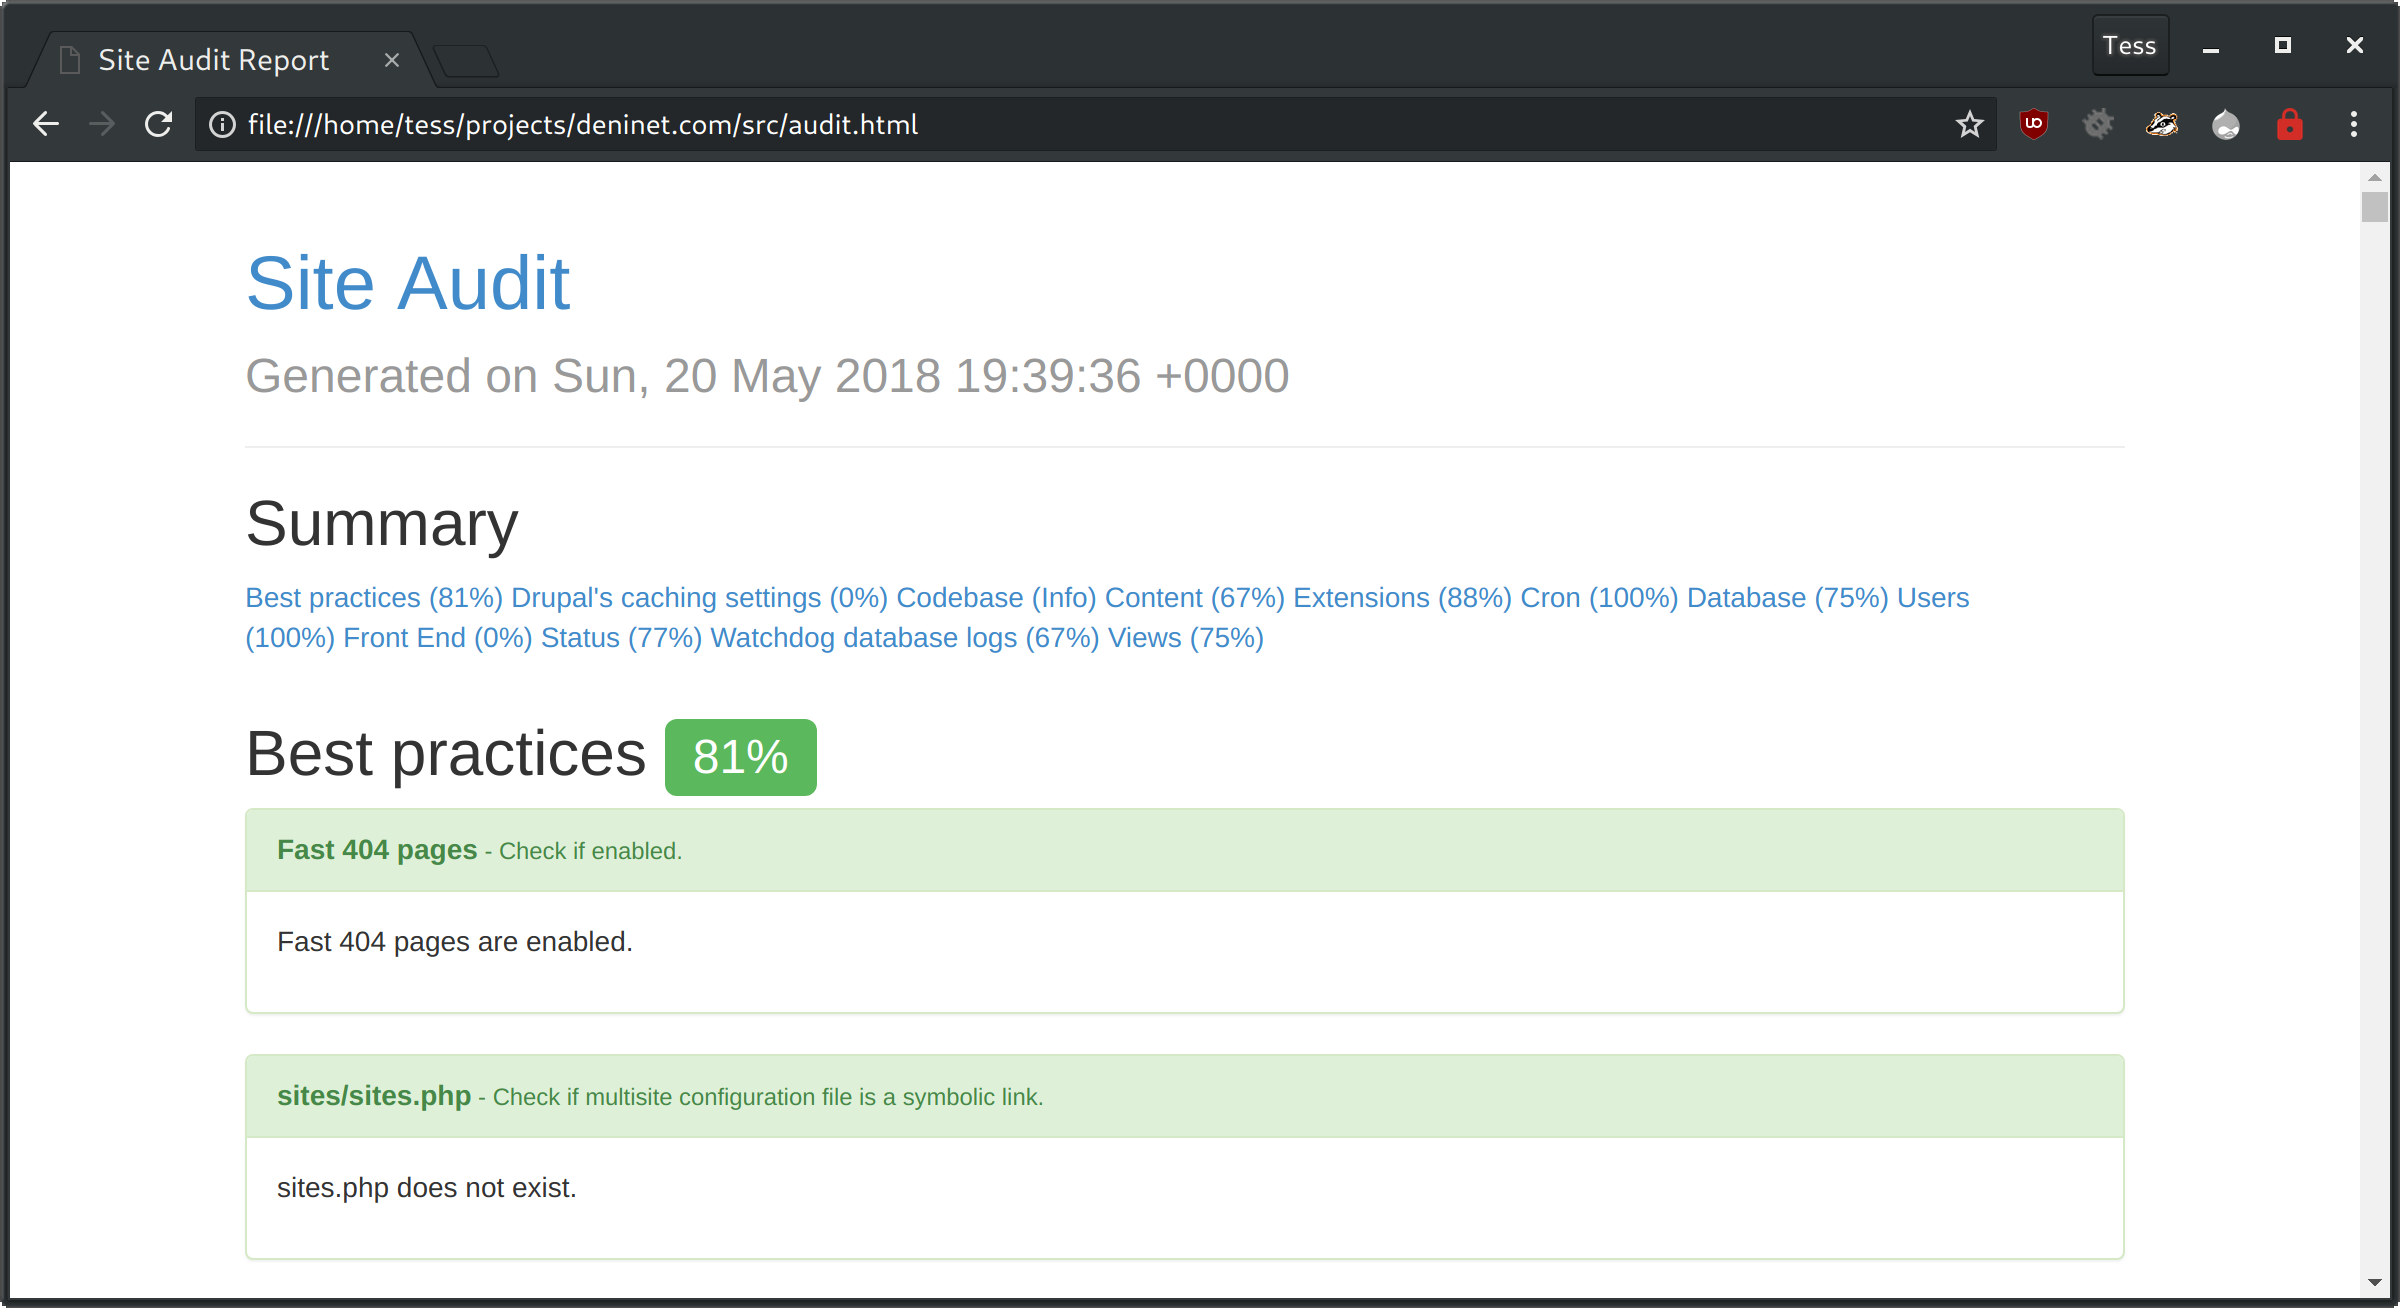 Site Audit Report
Tess
file:///home/tess/projects/deninet.com/src/audit.html
Site Audit
Generated on Sun, 20 May 2018 19:39:36 +0000
Summary
Best practices (81%) Drupal's caching settings (0%) Codebase (Info) Content (67%) Extensions (88%) Cron (100%) Database (75%) Users
(100%) Front End (0%) Status (77%) Watchdog database logs (67%) Views (75%)
Best practices 81%
Fast 404 pages - Check if enabled.
Fast 404 pages are enabled.
sites/sites.php - Check if multisite configuration file is a symbolic link.
sites.php does not exist.